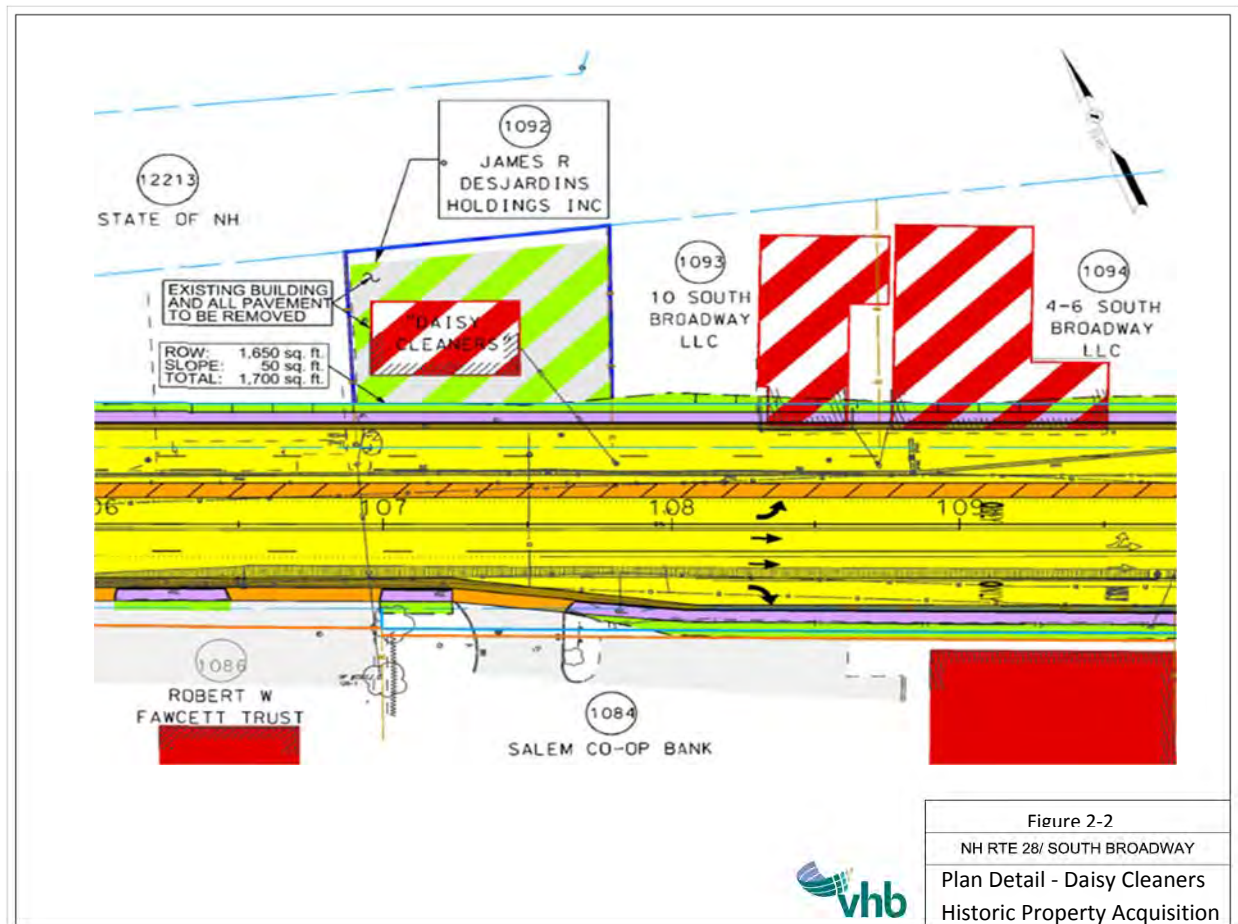 1092
JAMES R
DESJARDINS
HOLDINGS INC
12213
STATE OF NH
EXISTING BUILDING
AND ALL PAVEMENT
TO BE REMOVED
ROW: 1,650 sq. ft.
SLOPE: 50 sq. ft.
TOTAL: 1,700 sq. ft.
"DAISY
CLEANERS"
1093
10 SOUTH
BROADWAY
LLC
1094
4-6 SOUTH
BROADWAY
LLC
06
107
108
109
ONLY
1086
ROBERT W
FAWCETT TRUST
1084
SALEM CO-OP BANK
Figure 2-2
NH RTE 28/ SOUTH BROADWAY
Plan Detail - Daisy Cleaners
Historic Property Acquisition
vhb